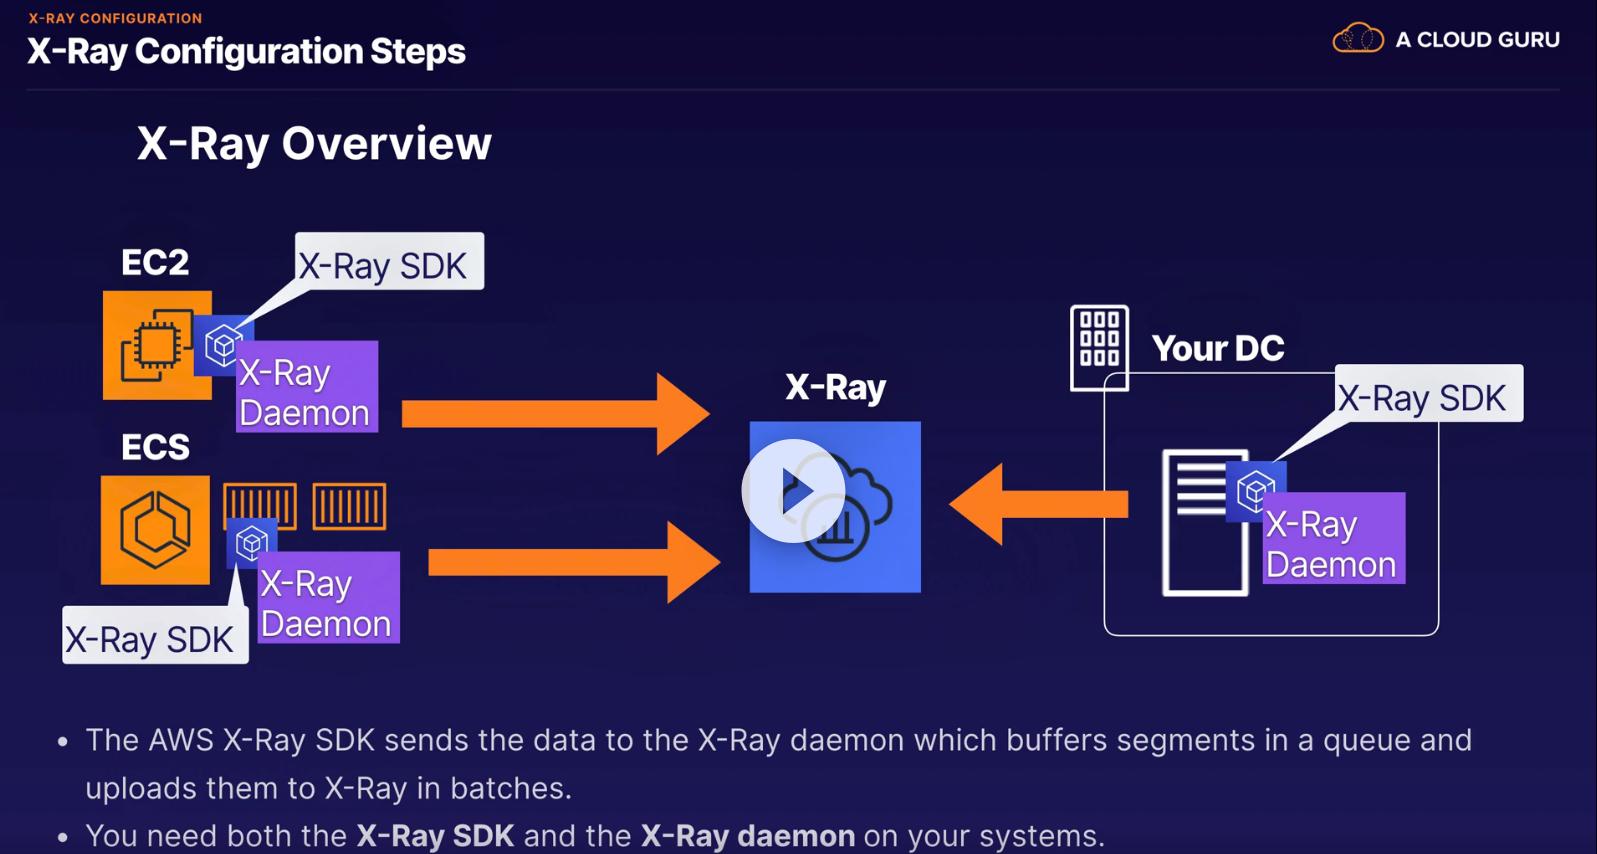 X-RAY CONFIGURATION
X-Ray Configuration Steps
A CLOUD GURU
X-Ray Overview
EC2
X-Ray SDK
X-Ray
Daemon
ECS
X-Ray
Daemon
X-Ray SDK
X-Ray
Your DC
X-Ray SDK
X-Ray
Daemon
• The AWS X-Ray SDK sends the data to the X-Ray daemon which buffers segments in a queue and
uploads them to X-Ray in batches.
• You need both the X-Ray SDK and the X-Ray daemon on your systems.